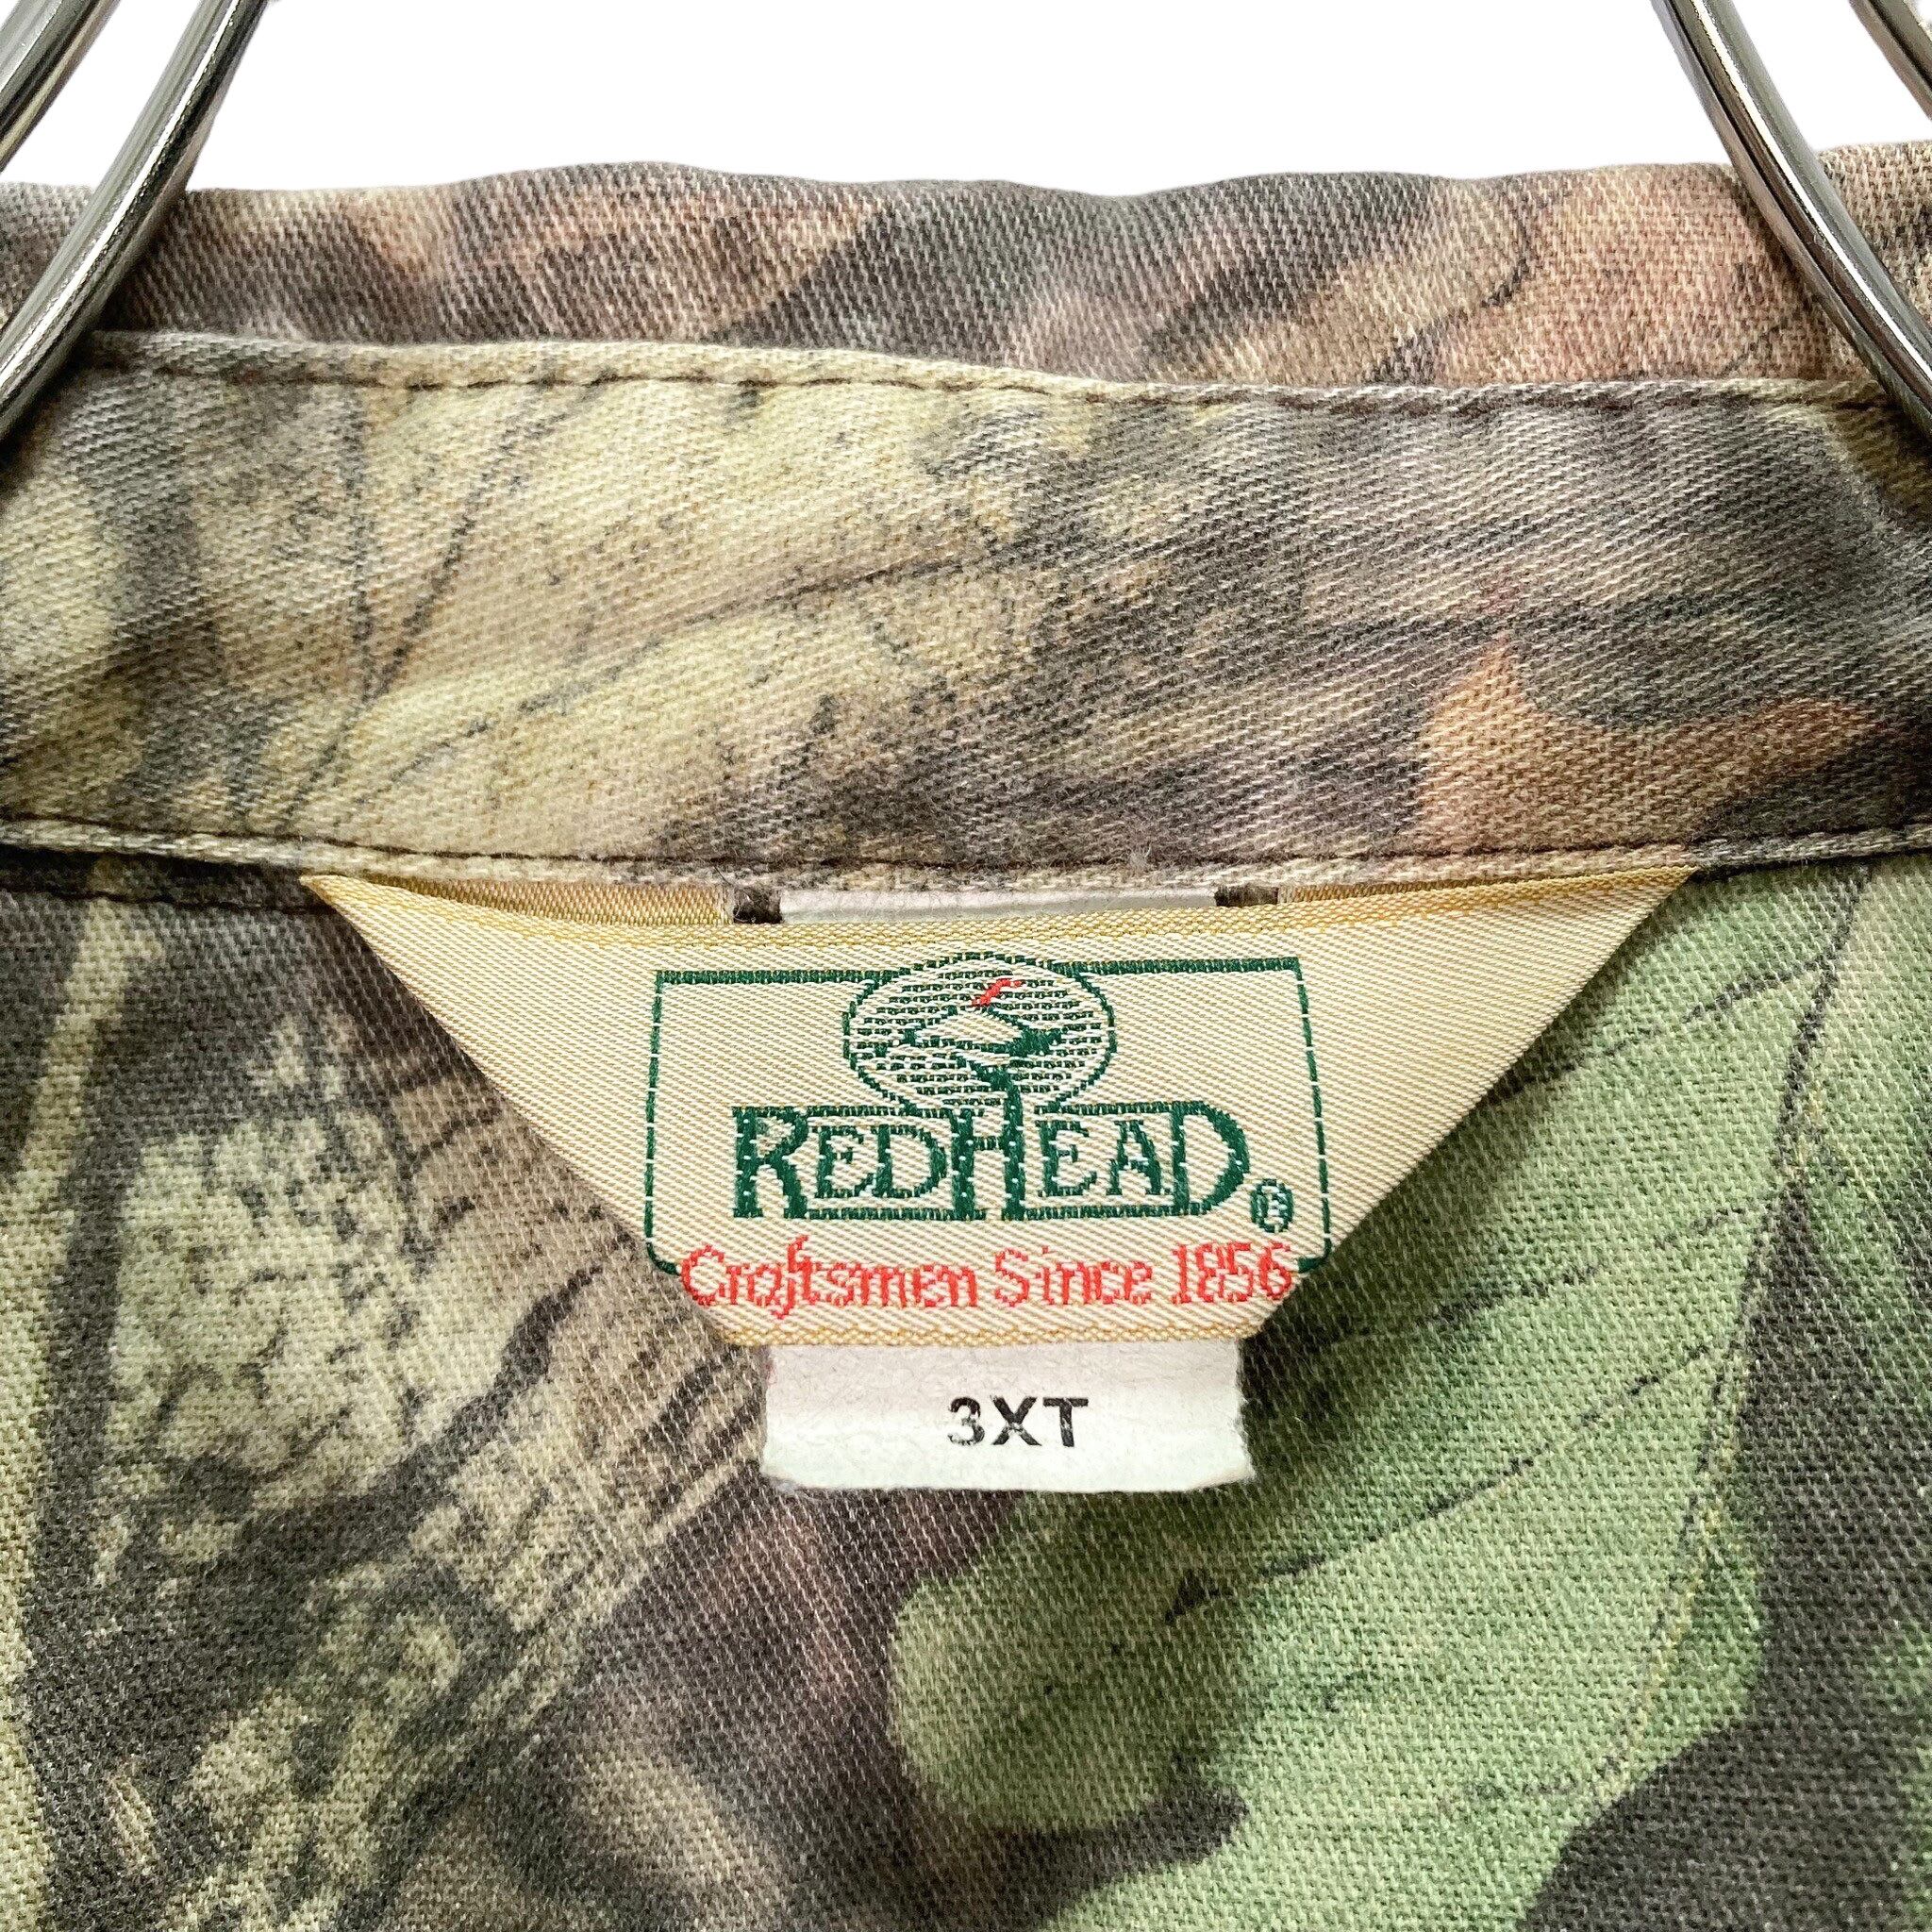 REDHEAD®
Craftsmen Since 1856
3XT